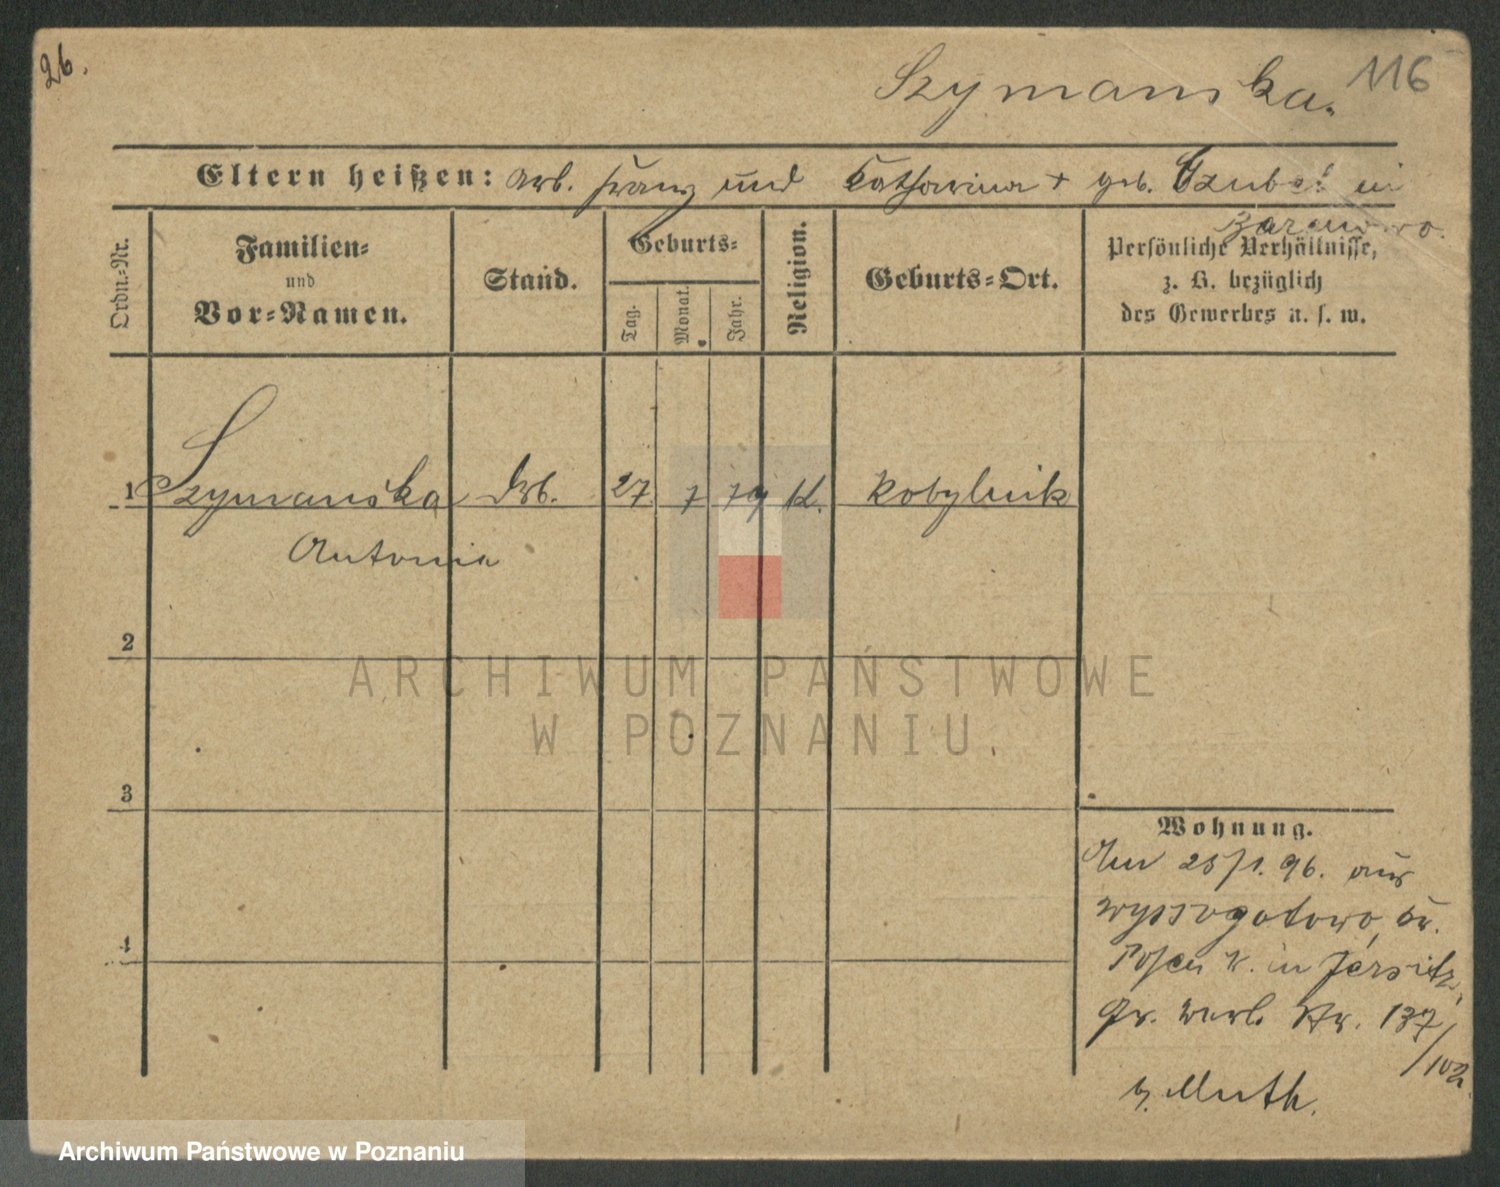 26.
Szymanska.
116
Eltern heißen: Arb. Franz und Katharina + geb. in
Ordn.-Nr.
Familien-
und
Vor-Namen.
Stand.
Geburts-
Tag.
Monat.
Jahr.
Religion.
Geburts-Ort.
Persönliche Verhältnisse,
z. B. bezüglich
des Gewerbes u. s. w.
1 Szymanska Arb. 27 7 79 kl. Kobylnik
Antonia
2
3
4
ARCHIWUM PAŃSTWOWE
W POZNANIU
Wohnung.
Am 25/1. 96. aus
Wyssogotowo, Kr.
Posen W. in Jersitz,
Gr. Berl. Str. 137/
102
b. Muth.
Archiwum Państwowe w Poznaniu